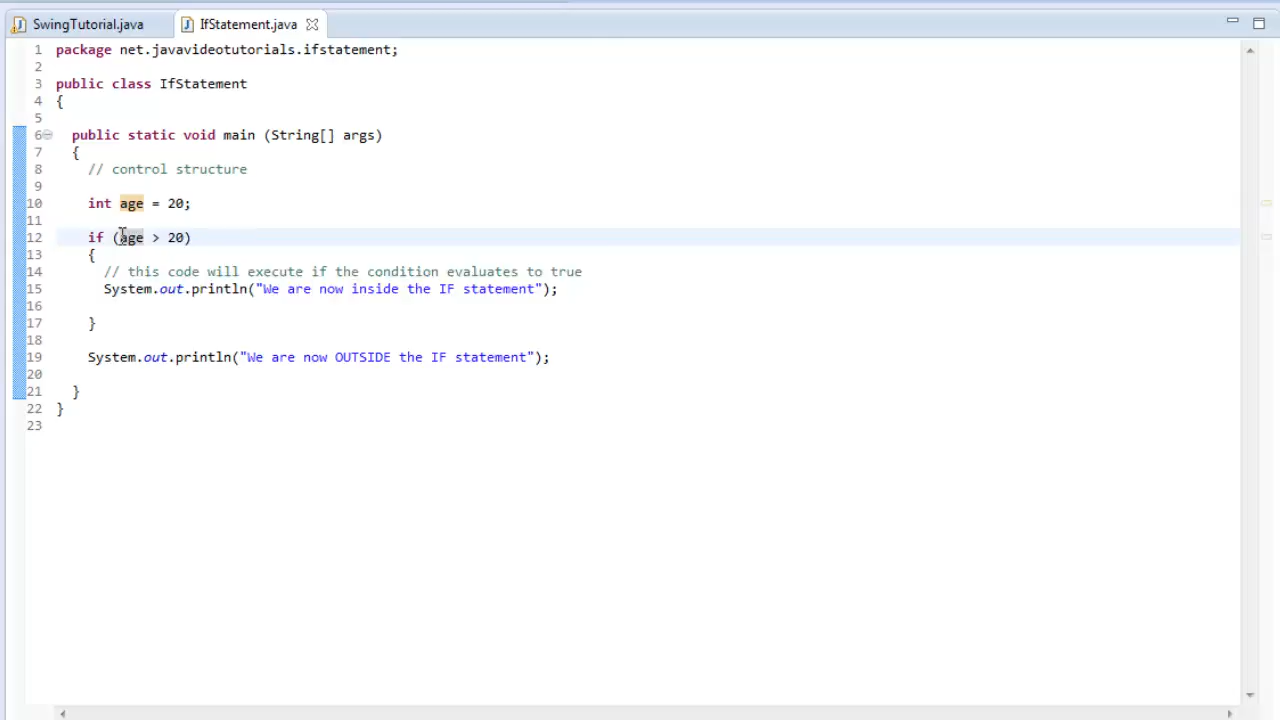 SwingTutorial.java IfStatement.java
1 package net.javavideotutorials.ifstatement;
2
3 public class IfStatement
4 {
5
6 public static void main (String[] args)
7 {
8 // control structure
9
10 int age = 20;
11
12 if (age > 20)
13 {
14 // this code will execute if the condition evaluates to true
15 System.out.println("We are now inside the IF statement");
16
17 }
18
19 System.out.println("We are now OUTSIDE the IF statement");
20
21 }
22 }
23